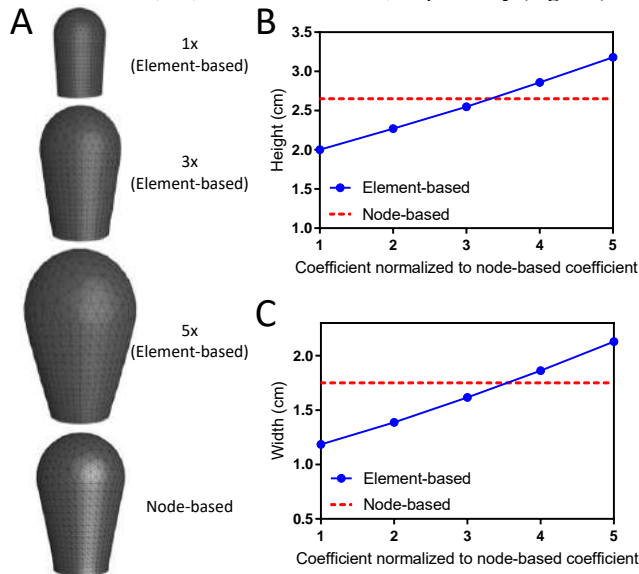 A
1x
(Element-based)
3x
(Element-based)
5x
(Element-based)
Node-based
B
3.5
3.0
2.5
2.0
1.5
1.0
Height (cm)
Element-based
Node-based
1 2 3 4 5
Coefficient normalized to node-based coefficient
C
2.0
1.5
1.0
0.5
Width (cm)
Element-based
Node-based
1 2 3 4 5
Coefficient normalized to node-based coefficient